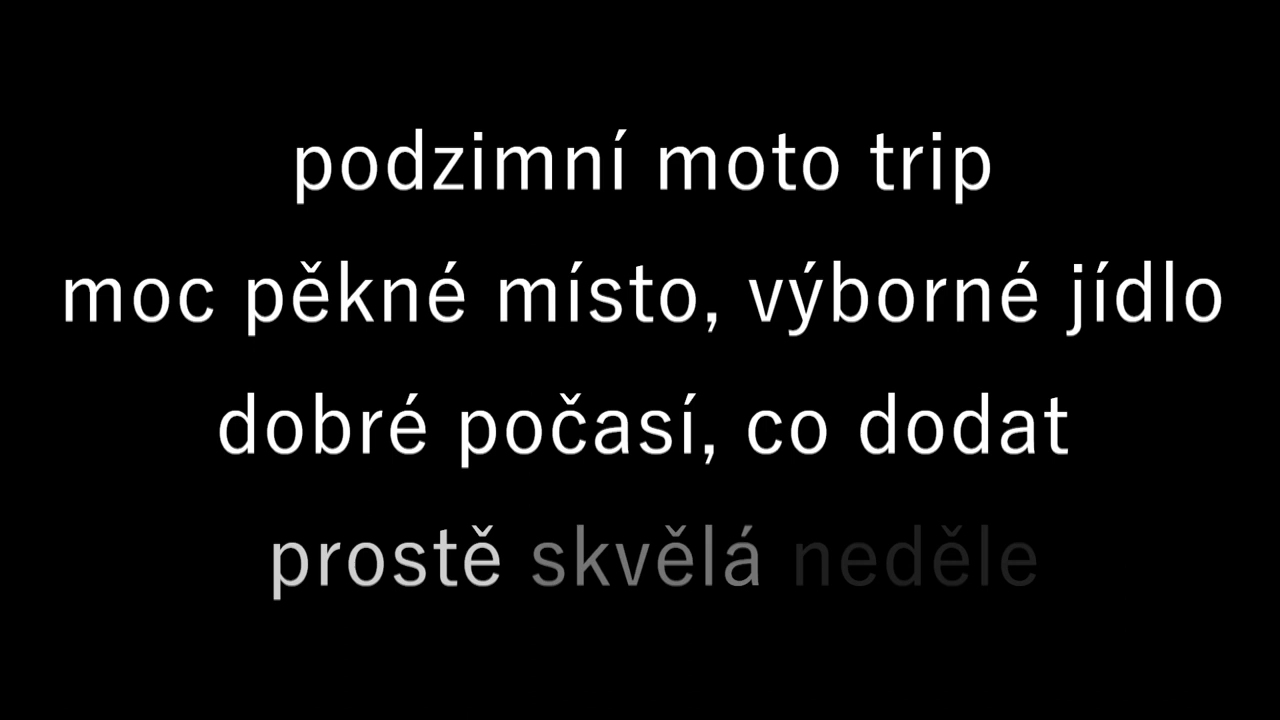 podzimní moto trip
moc pěkné místo, výborné jídlo
dobré počasí, co dodat
prostě skvělá neděle